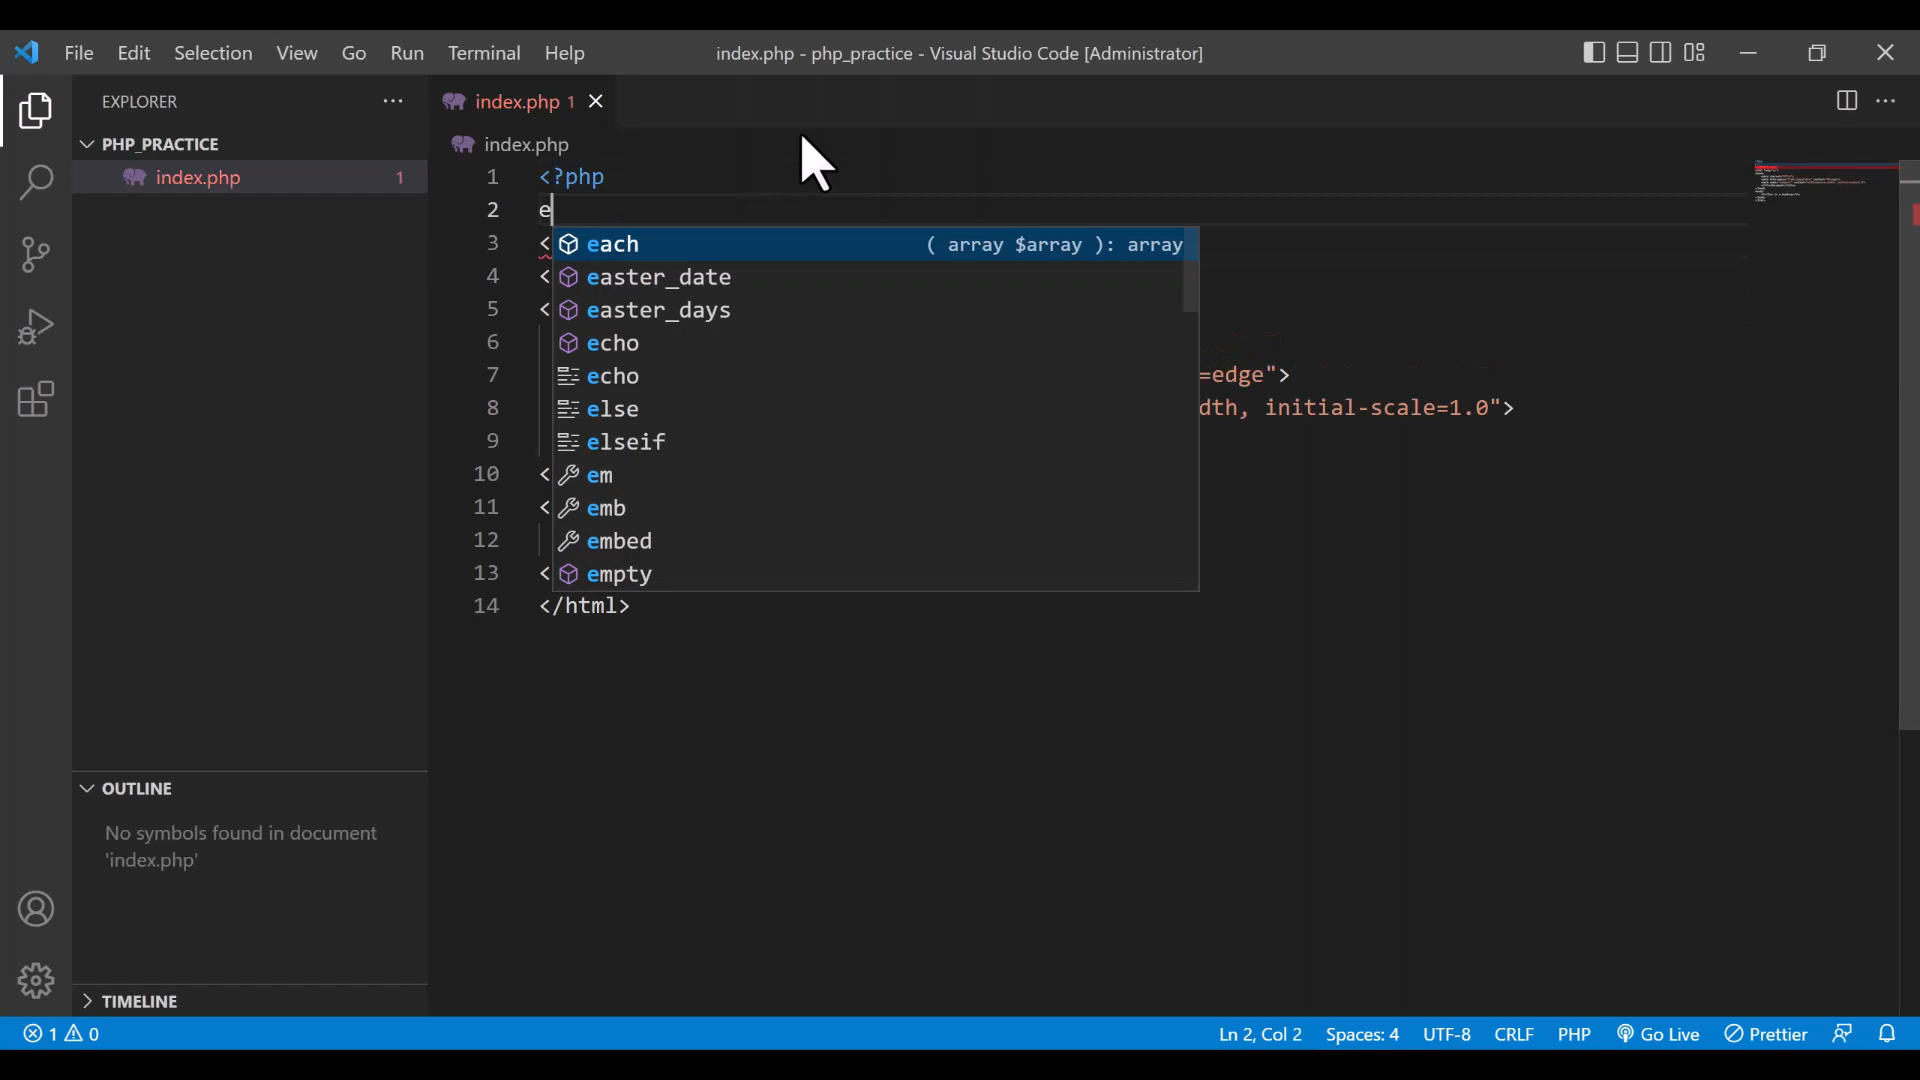 File Edit Selection View Go Run Terminal Help index.php - php_practice - Visual Studio Code [Administrator]
EXPLORER
PHP_PRACTICE
index.php 1
OUTLINE
No symbols found in document
'index.php'
TIMELINE
index.php 1
index.php
1 <?php
2 e
3 <
4 <
5 <
6
7 =edge">
8 dth, initial-scale=1.0">
9
10 <
11 <
12
13 <
14 </html>
each ( array $array ): array
easter_date
easter_days
echo
echo
else
elseif
em
emb
embed
empty
1 0 Ln 2, Col 2 Spaces: 4 UTF-8 CRLF PHP Go Live Prettier